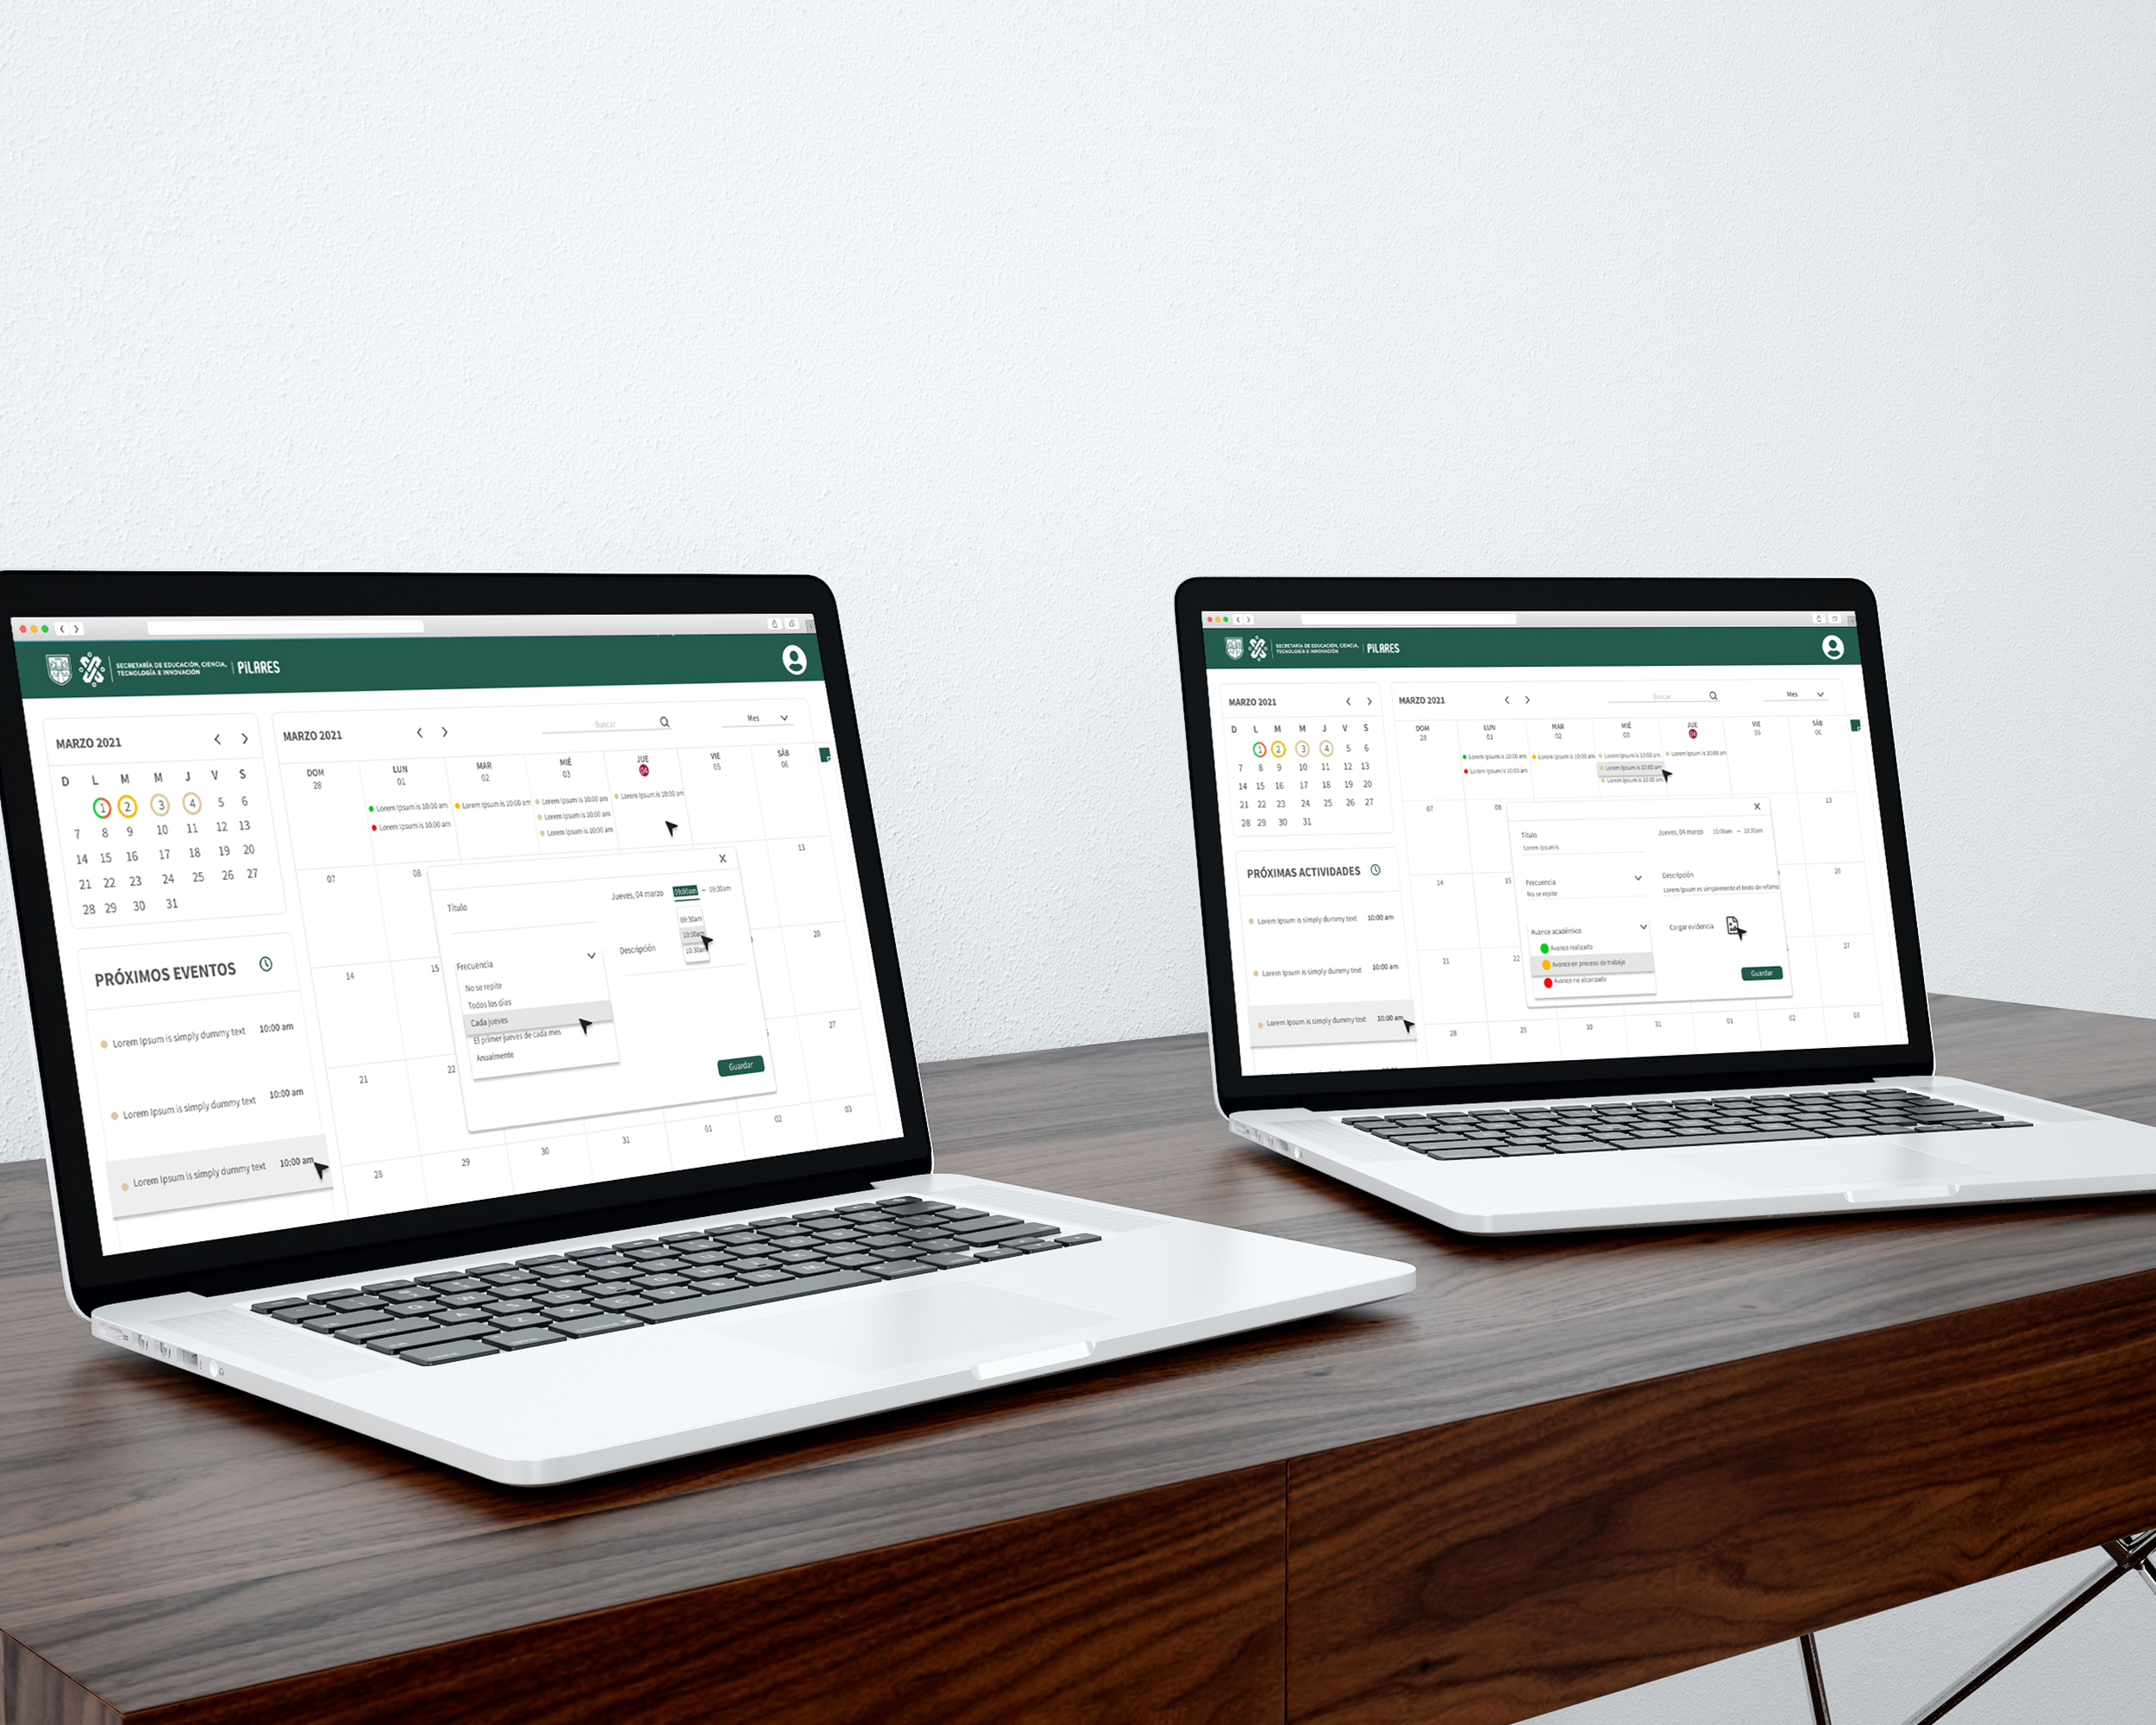 SECRETARÍA DE EDUCACIÓN, CIENCIA,
TECNOLOGÍA E INNOVACIÓN
PiLARES
MARZO 2021
D L M M J V S
1 2 3 4 5 6
7 8 9 10 11 12 13
14 15 16 17 18 19 20
21 22 23 24 25 26 27
28 29 30 31
PRÓXIMOS EVENTOS
Lorem Ipsum is simply dummy text 10:00 am
Lorem Ipsum is simply dummy text 10:00 am
Lorem Ipsum is simply dummy text 10:00 am
MARZO 2021
Buscar
Mes
DOM LUN MAR MIÉ JUE VIE SÁB
28 01 02 03 04 05 06
Lorem Ipsum is 10:00 am Lorem Ipsum is 10:00 am Lorem Ipsum is 10:00 am Lorem Ipsum is 10:00 am
Lorem Ipsum is 10:00 am Lorem Ipsum is 10:00 am
Lorem Ipsum is 10:00 am
07 08 13
14 15 20
21 22 27
28 29 30 31 01 02 03
Título
Jueves, 04 marzo 09:00am – 09:30am
09:30am
10:00am
10:30am
Frecuencia
No se repite
Todos los días
Cada jueves
El primer jueves de cada mes
Anualmente
Descripción
Guardar
SECRETARÍA DE EDUCACIÓN, CIENCIA,
TECNOLOGÍA E INNOVACIÓN
PiLARES
MARZO 2021
D L M M J V S
1 2 3 4 5 6
7 8 9 10 11 12 13
14 15 16 17 18 19 20
21 22 23 24 25 26 27
28 29 30 31
PRÓXIMAS ACTIVIDADES
Lorem Ipsum is simply dummy text 10:00 am
Lorem Ipsum is simply dummy text 10:00 am
Lorem Ipsum is simply dummy text 10:00 am
MARZO 2021
Buscar
Mes
DOM LUN MAR MIÉ JUE VIE SÁB
28 01 02 03 04 05 06
Lorem Ipsum is 10:00 am Lorem Ipsum is 10:00 am Lorem Ipsum is 10:00 am Lorem Ipsum is 10:00 am
Lorem Ipsum is 10:00 am Lorem Ipsum is 10:00 am
Lorem Ipsum is 10:00 am
07 08 13
14 15 20
21 22 27
28 29 30 31 01 02 03
Título
Lorem Ipsum is
Jueves, 04 marzo 10:00am – 10:30am
Frecuencia
No se repite
Descripción
Lorem Ipsum es simplemente el texto de relleno
Avance académico
Avance realizado
Avance en proceso de trabajo
Avance no alcanzado
Cargar evidencia
Guardar